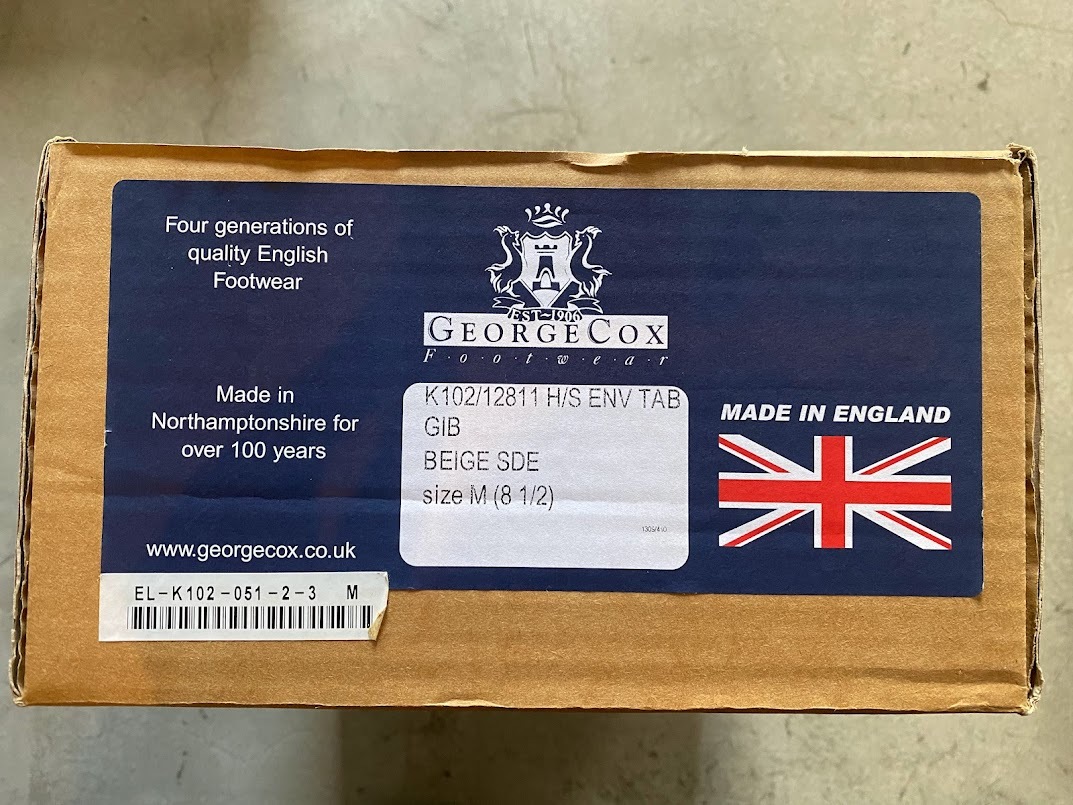 Four generations of
quality English
Footwear
EST~1906
GEORGECOX
Footwear
Made in
Northamptonshire for
over 100 years
www.georgecox.co.uk
K102/12811 H/S ENV TAB
GIB
BEIGE SDE
size M (8 1/2)
MADE IN ENGLAND
EL-K102-051-2-3 M